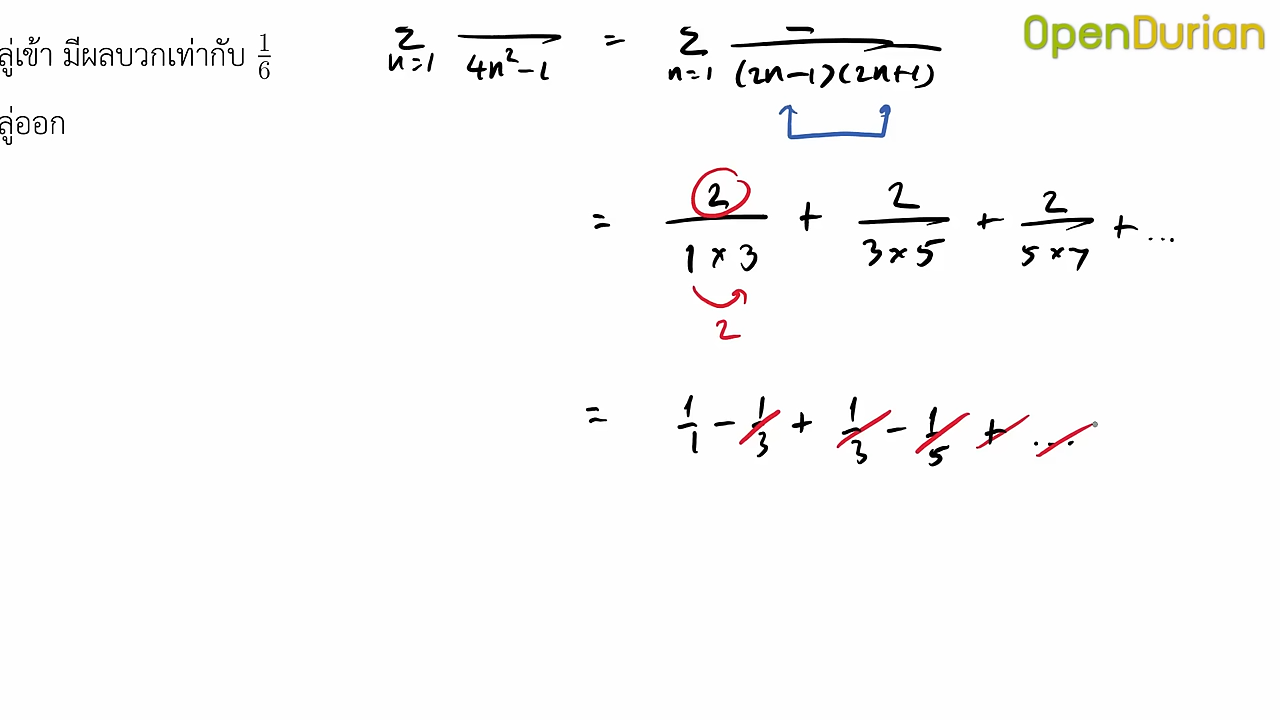 OpenDurian
ลู่เข้า มีผลบวกเท่ากับ 1/6
ลู่ออก
Σ n=1 ─/(4n²-1) = Σ n=1 ─/((2n-1)(2n+1))
= 2/(1×3) + 2/(3×5) + 2/(5×7) + ...
2
= 1/1 - 1/3 + 1/3 - 1/5 + ...